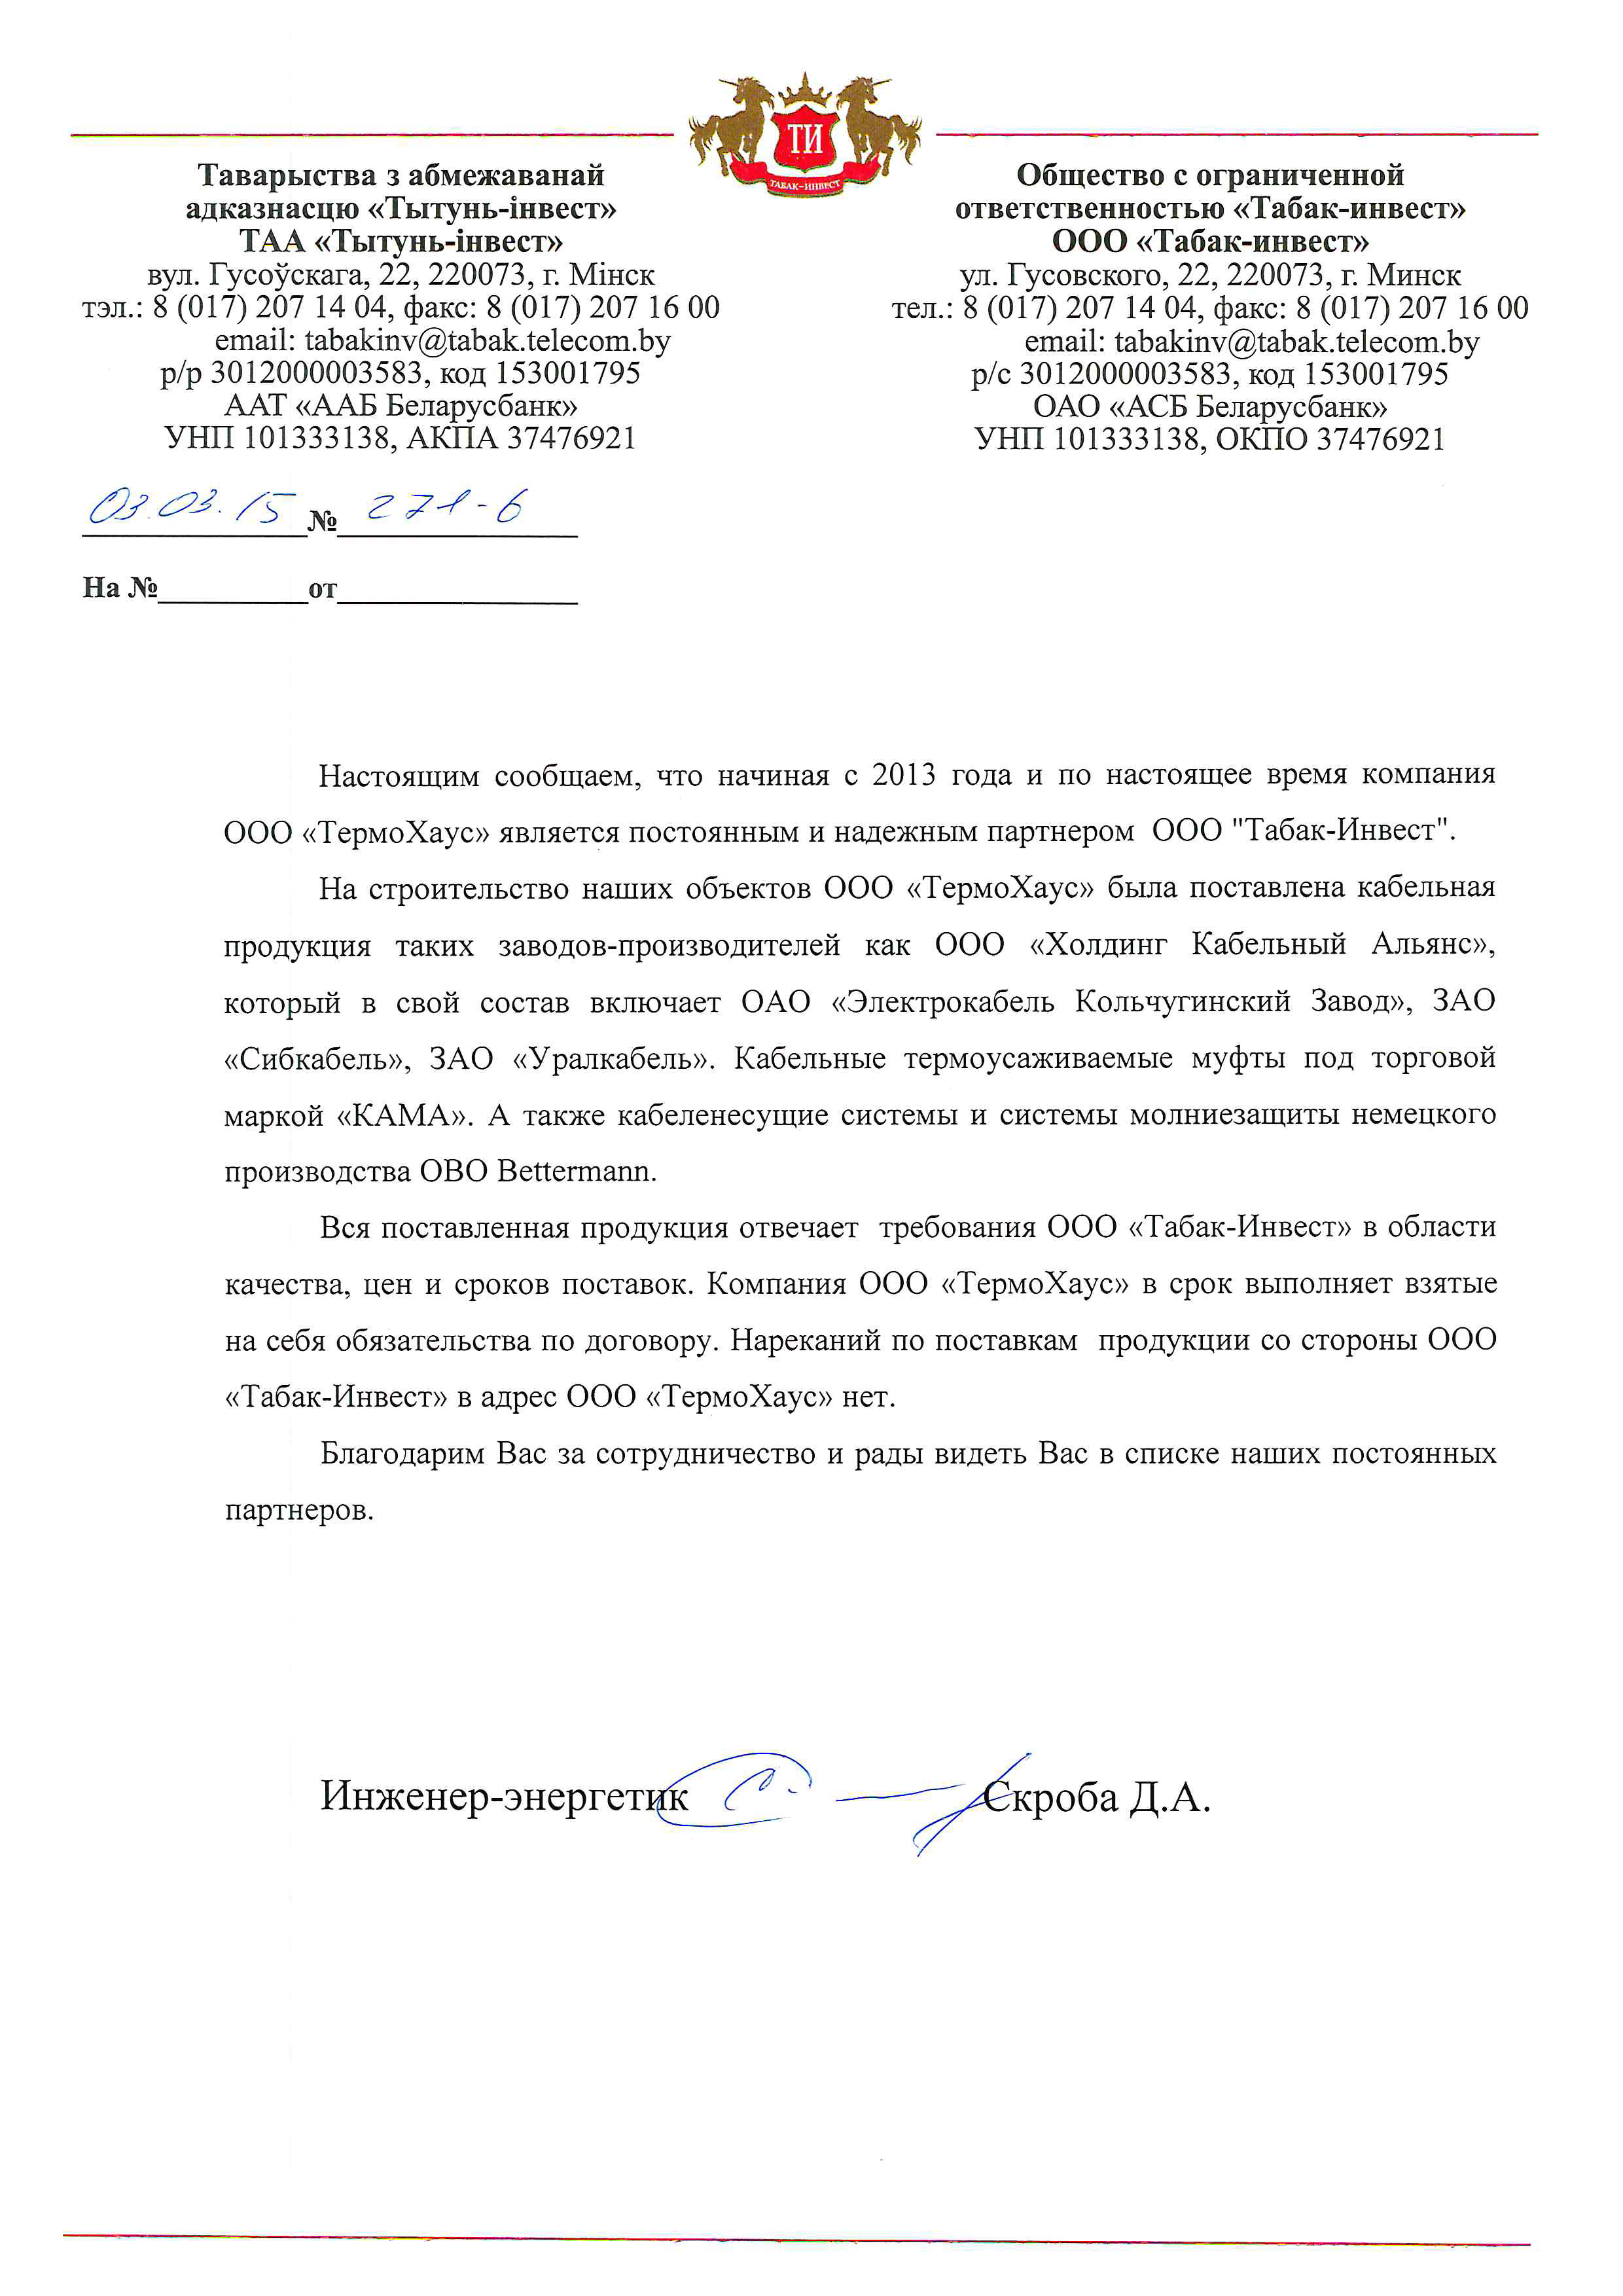 ТИ
ТАБАК-ИНВЕСТ
Таварыства з абмежаванай
адказнасцю «Тытунь-інвест»
ТАА «Тытунь-інвест»
вул. Гусоўскага, 22, 220073, г. Мінск
тэл.: 8 (017) 207 14 04, факс: 8 (017) 207 16 00
email: tabakinv@tabak.telecom.by
р/р 3012000003583, код 153001795
ААТ «ААБ Беларусбанк»
УНП 101333138, АКПА 37476921
Общество с ограниченной
ответственностью «Табак-инвест»
ООО «Табак-инвест»
ул. Гусовского, 22, 220073, г. Минск
тел.: 8 (017) 207 14 04, факс: 8 (017) 207 16 00
email: tabakinv@tabak.telecom.by
р/с 3012000003583, код 153001795
ОАО «АСБ Беларусбанк»
УНП 101333138, ОКПО 37476921
03.03.15 № 271-6
На № от
Настоящим сообщаем, что начиная с 2013 года и по настоящее время компания
ООО «ТермоХаус» является постоянным и надежным партнером ООО "Табак-Инвест".
На строительство наших объектов ООО «ТермоХаус» была поставлена кабельная
продукция таких заводов-производителей как ООО «Холдинг Кабельный Альянс»,
который в свой состав включает ОАО «Электрокабель Кольчугинский Завод», ЗАО
«Сибкабель», ЗАО «Уралкабель». Кабельные термоусаживаемые муфты под торговой
маркой «КАМА». А также кабеленесущие системы и системы молниезащиты немецкого
производства ОВО Bettermann.
Вся поставленная продукция отвечает требования ООО «Табак-Инвест» в области
качества, цен и сроков поставок. Компания ООО «ТермоХаус» в срок выполняет взятые
на себя обязательства по договору. Нареканий по поставкам продукции со стороны ООО
«Табак-Инвест» в адрес ООО «ТермоХаус» нет.
Благодарим Вас за сотрудничество и рады видеть Вас в списке наших постоянных
партнеров.
Инженер-энергетик Скроба Д.А.